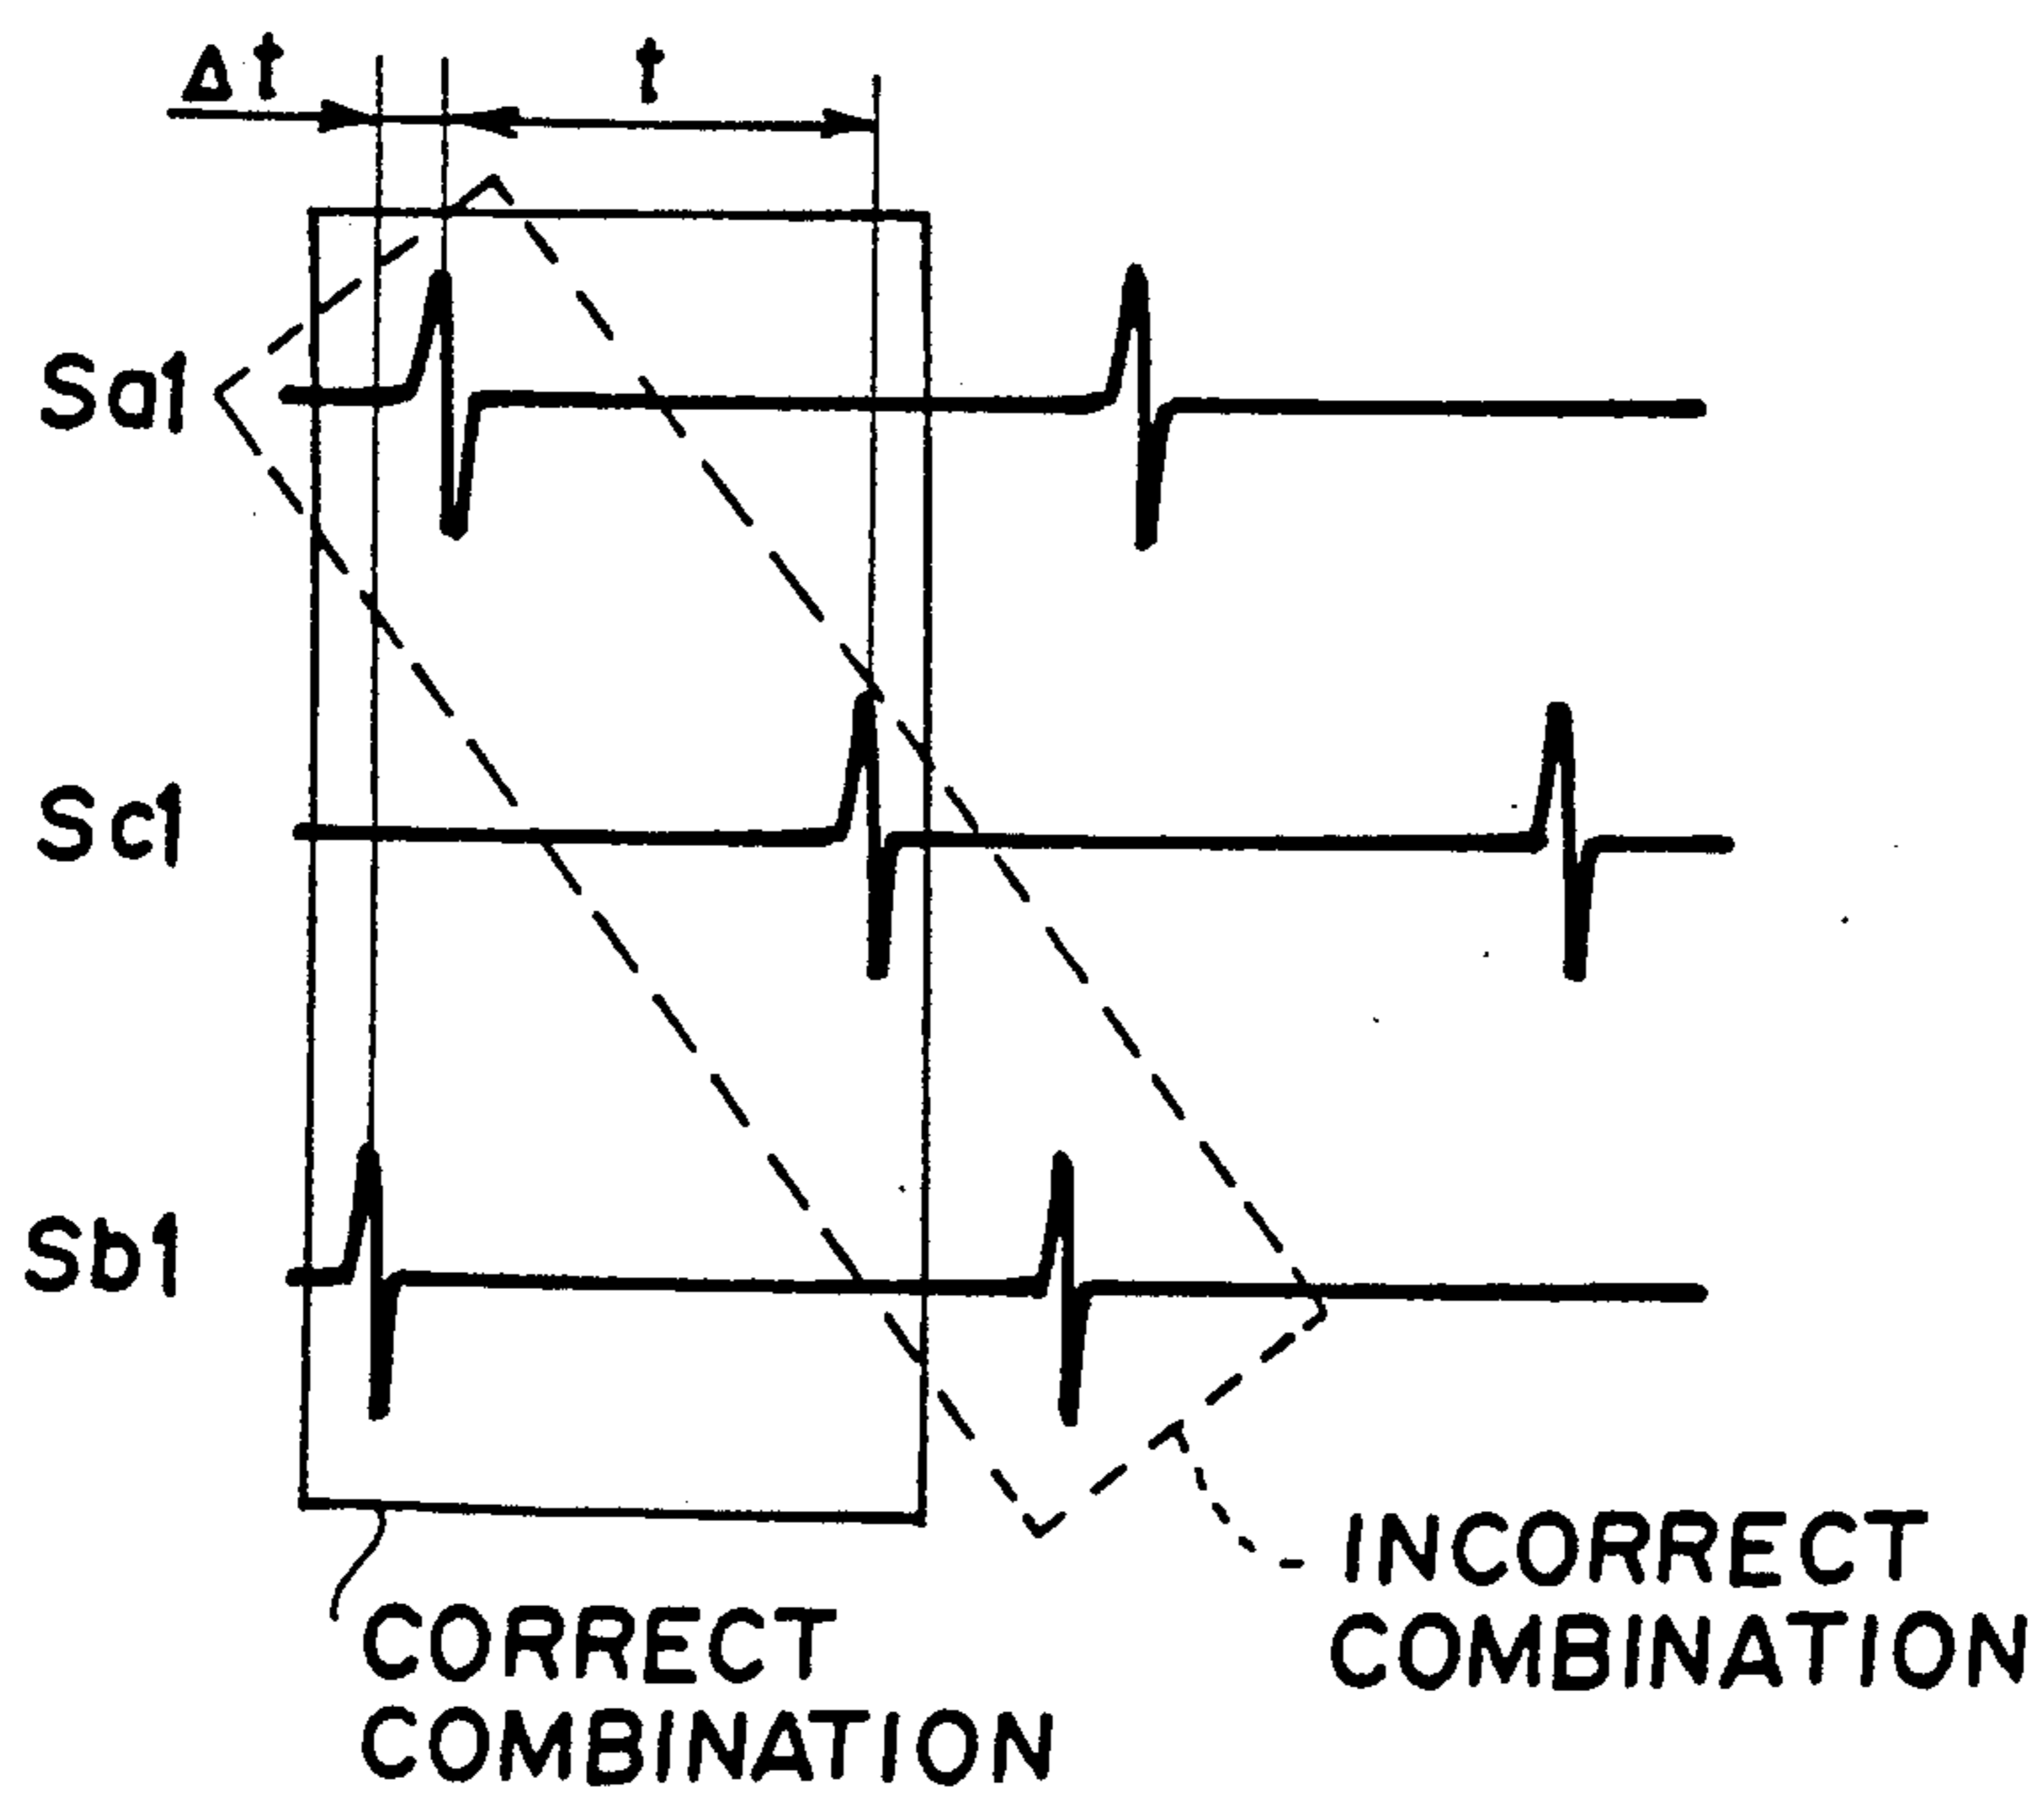 Δt
t
Sa1
Sc1
Sb1
INCORRECT
COMBINATION
CORRECT
COMBINATION